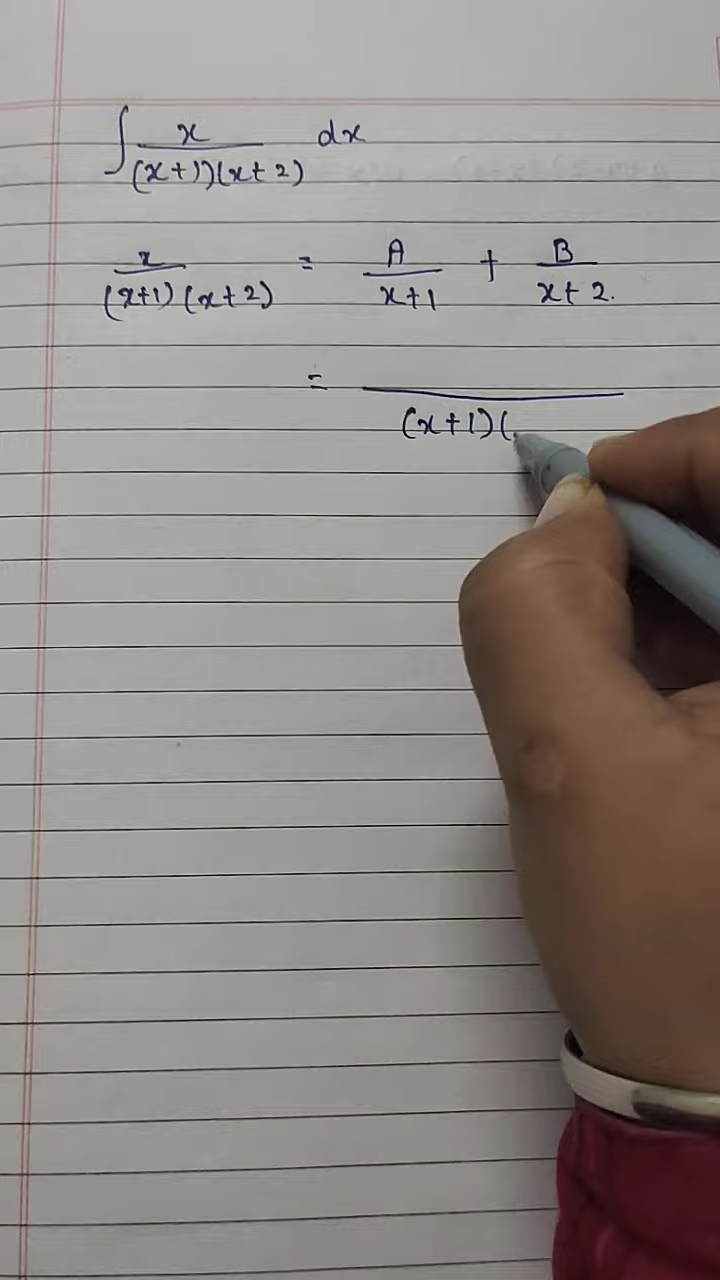 ∫ x / (x+1)(x+2) dx
x / (x+1)(x+2) = A / x+1 + B / x+2.
= / (x+1)(